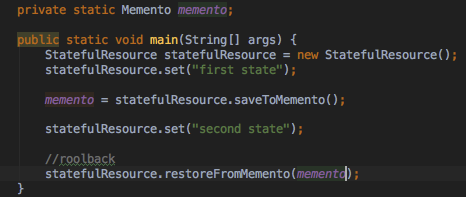 private static Memento memento;
public static void main(String[] args) {
StatefulResource statefulResource = new StatefulResource();
statefulResource.set("first state");
memento = statefulResource.saveToMemento();
statefulResource.set("second state");
//roolback
statefulResource.restoreFromMemento(memento);
}